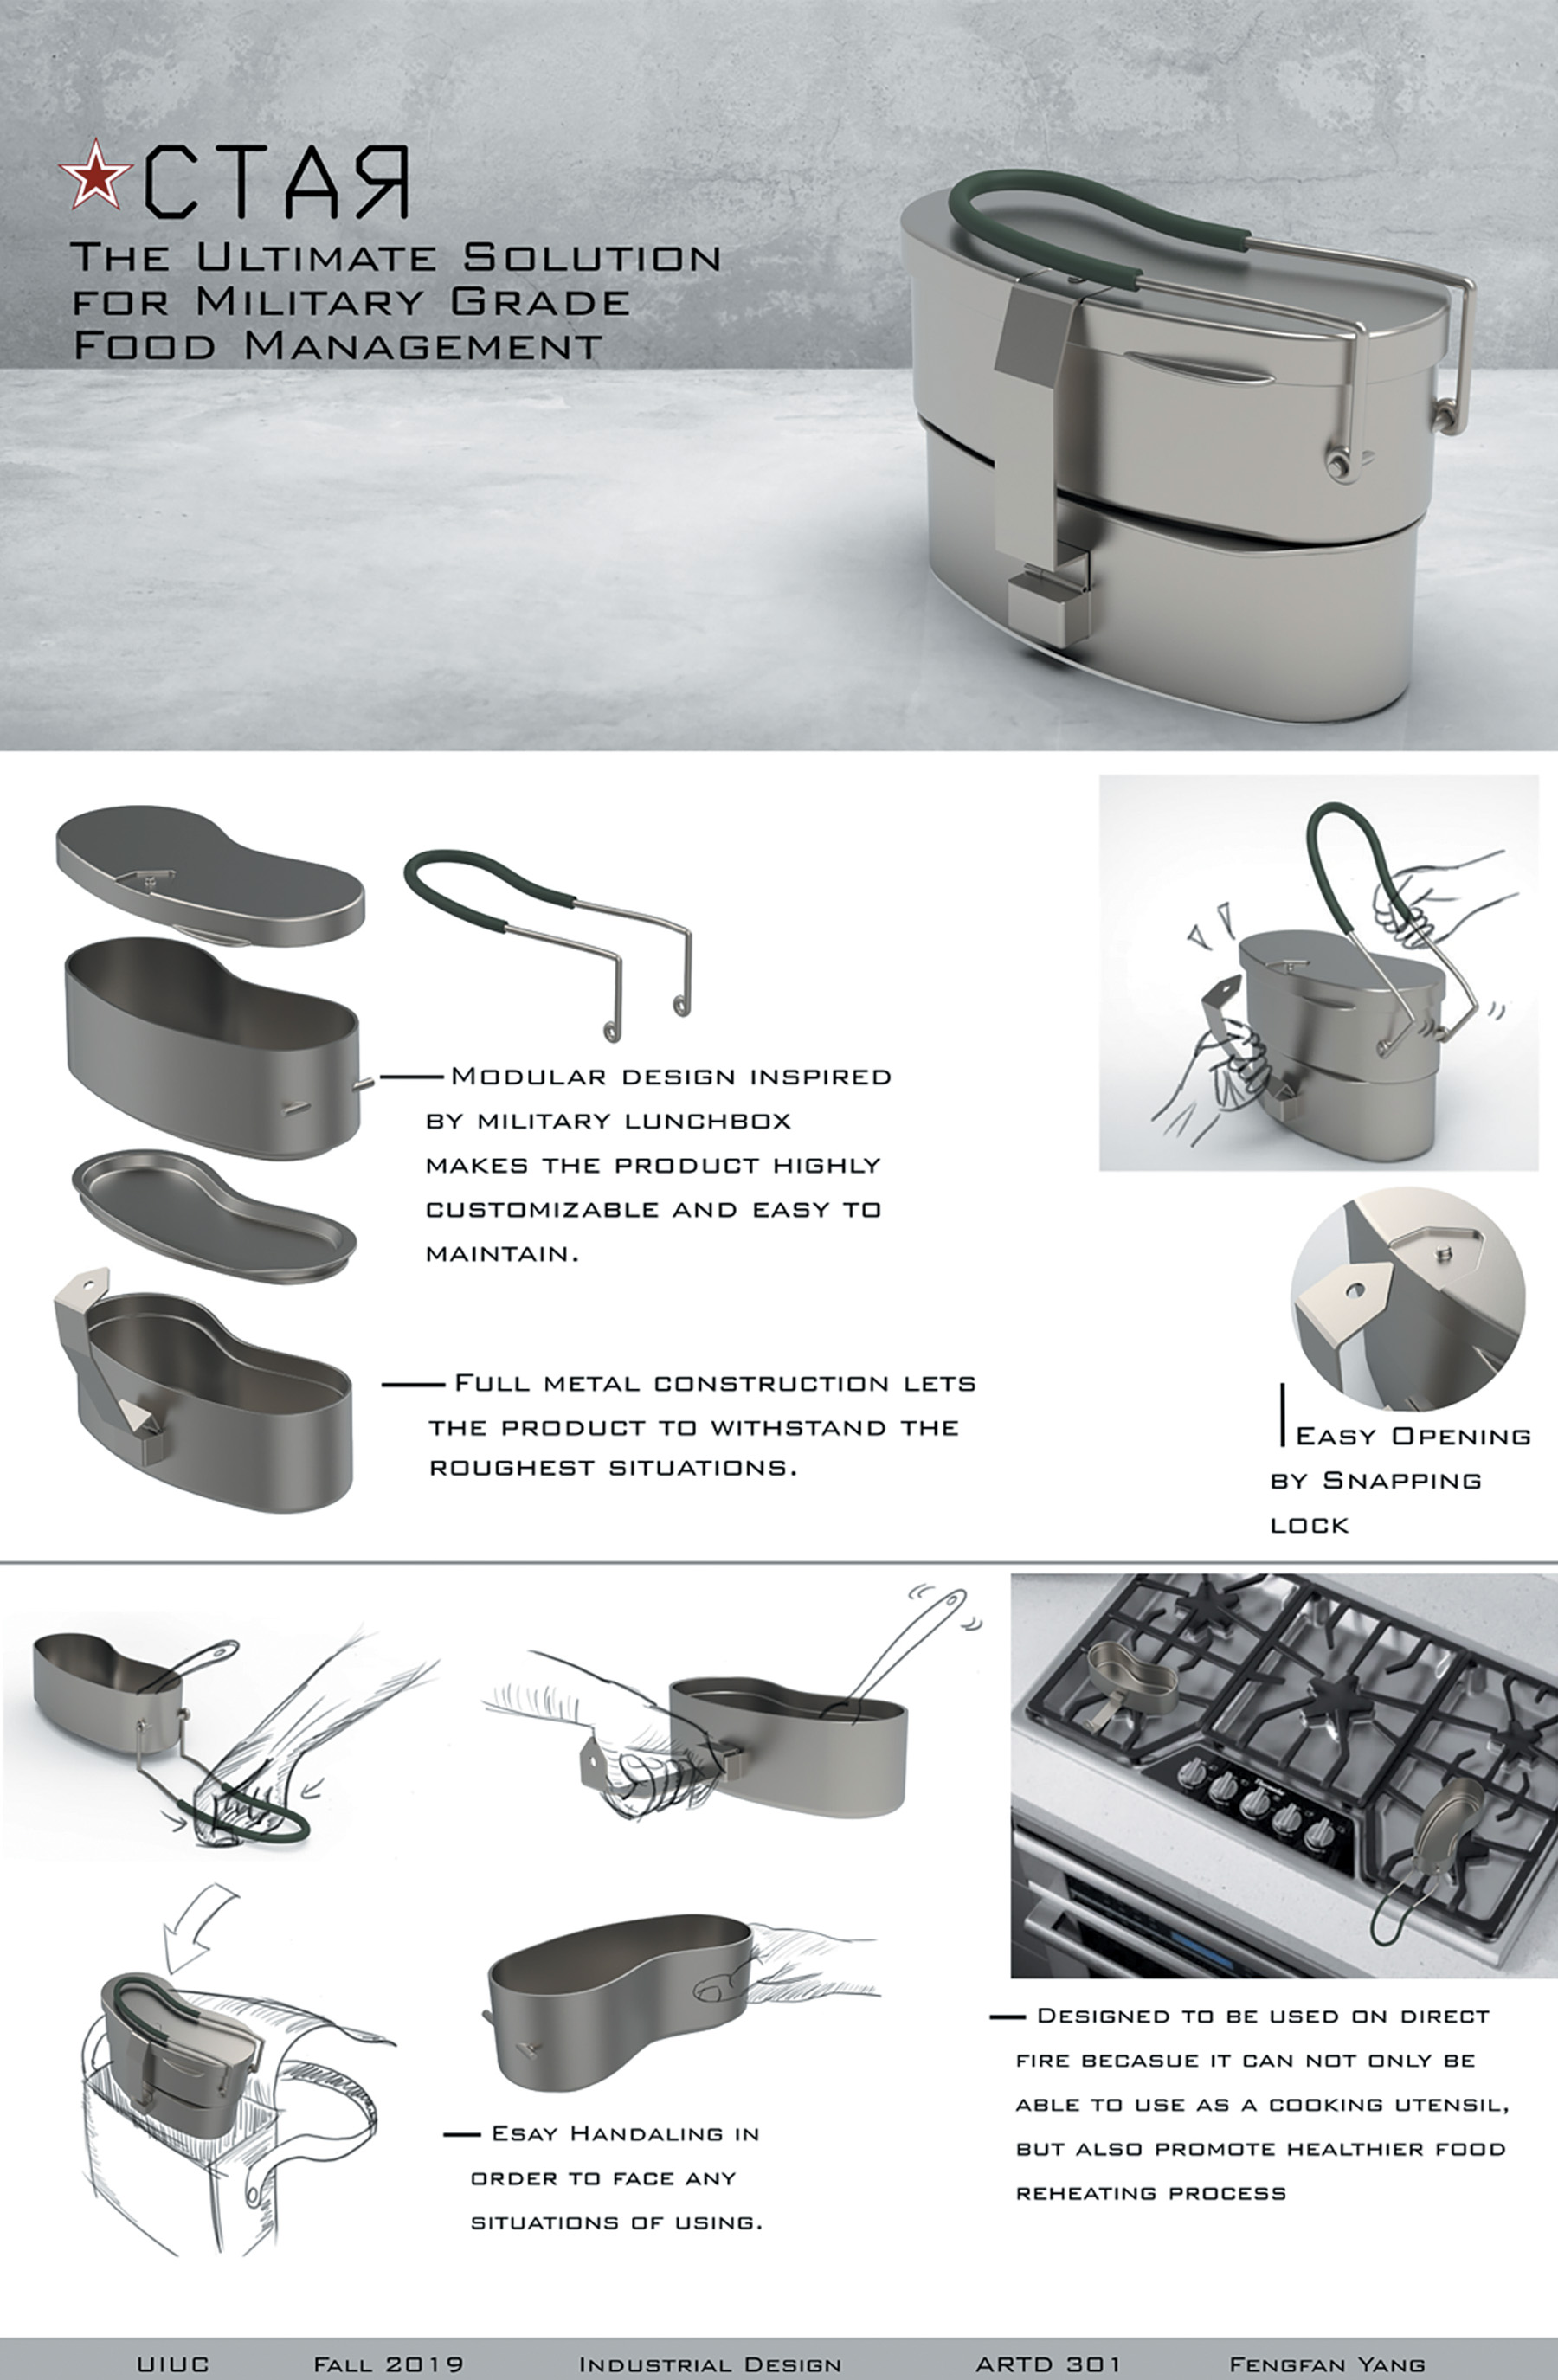 CTAЯ
The Ultimate Solution
for Military Grade
Food Management
Modular design inspired
by military lunchbox
makes the product highly
customizable and easy to
maintain.
Full metal construction lets
the product to withstand the
roughest situations.
Easy Opening
by Snapping
lock
Esay Handaling in
order to face any
situations of using.
Designed to be used on direct
fire becasue it can not only be
able to use as a cooking utensil,
but also promote healthier food
reheating process
UIUC Fall 2019 Industrial Design ARTD 301 Fengfan Yang